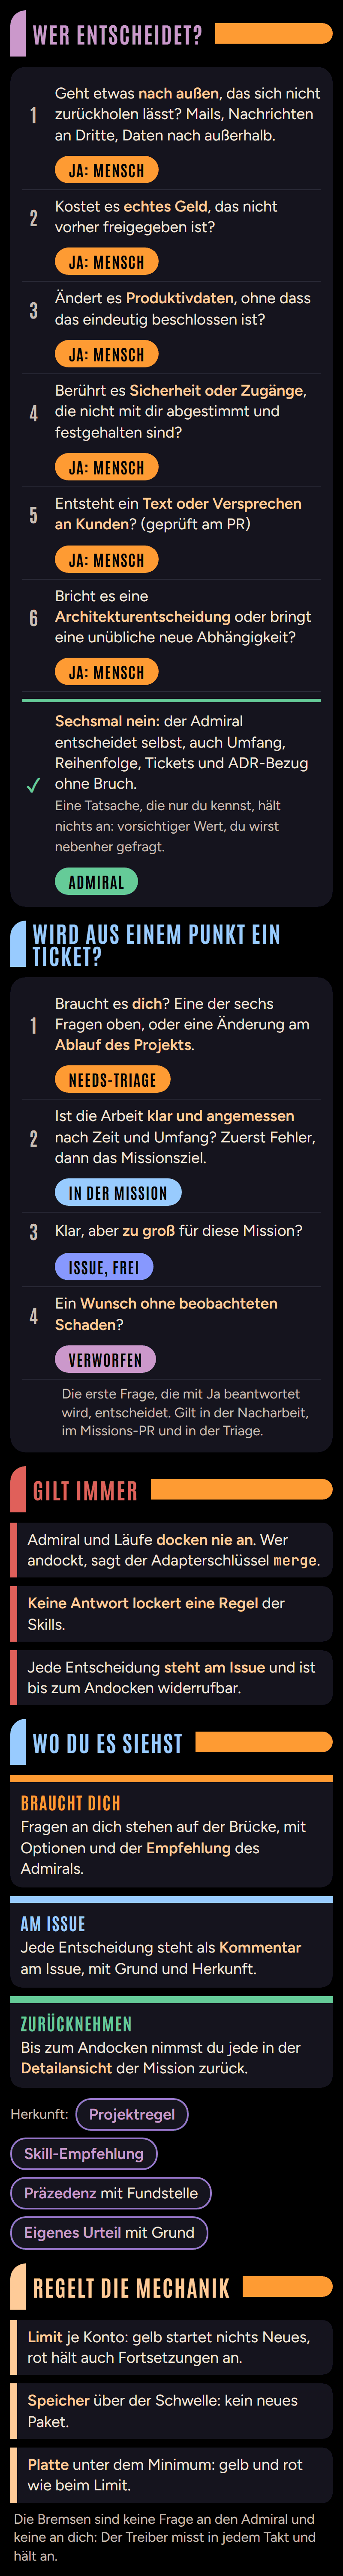 WER ENTSCHEIDET?
1
Geht etwas nach außen, das sich nicht
zurückholen lässt? Mails, Nachrichten
an Dritte, Daten nach außerhalb.
JA: MENSCH
2
Kostet es echtes Geld, das nicht
vorher freigegeben ist?
JA: MENSCH
3
Ändert es Produktivdaten, ohne dass
das eindeutig beschlossen ist?
JA: MENSCH
4
Berührt es Sicherheit oder Zugänge,
die nicht mit dir abgestimmt und
festgehalten sind?
JA: MENSCH
5
Entsteht ein Text oder Versprechen
an Kunden? (geprüft am PR)
JA: MENSCH
6
Bricht es eine
Architekturentscheidung oder bringt
eine unübliche neue Abhängigkeit?
JA: MENSCH
✓
Sechsmal nein: der Admiral
entscheidet selbst, auch Umfang,
Reihenfolge, Tickets und ADR-Bezug
ohne Bruch.
Eine Tatsache, die nur du kennst, hält
nichts an: vorsichtiger Wert, du wirst
nebenher gefragt.
ADMIRAL
WIRD AUS EINEM PUNKT EIN
TICKET?
1
Braucht es dich? Eine der sechs
Fragen oben, oder eine Änderung am
Ablauf des Projekts.
NEEDS-TRIAGE
2
Ist die Arbeit klar und angemessen
nach Zeit und Umfang? Zuerst Fehler,
dann das Missionsziel.
IN DER MISSION
3
Klar, aber zu groß für diese Mission?
ISSUE, FREI
4
Ein Wunsch ohne beobachteten
Schaden?
VERWORFEN
Die erste Frage, die mit Ja beantwortet
wird, entscheidet. Gilt in der Nacharbeit,
im Missions-PR und in der Triage.
GILT IMMER
Admiral und Läufe docken nie an. Wer
andockt, sagt der Adapterschlüssel merge.
Keine Antwort lockert eine Regel der
Skills.
Jede Entscheidung steht am Issue und ist
bis zum Andocken widerrufbar.
WO DU ES SIEHST
BRAUCHT DICH
Fragen an dich stehen auf der Brücke, mit
Optionen und der Empfehlung des
Admirals.
AM ISSUE
Jede Entscheidung steht als Kommentar
am Issue, mit Grund und Herkunft.
ZURÜCKNEHMEN
Bis zum Andocken nimmst du jede in der
Detailansicht der Mission zurück.
Herkunft: Projektregel
Skill-Empfehlung
Präzedenz mit Fundstelle
Eigenes Urteil mit Grund
REGELT DIE MECHANIK
Limit je Konto: gelb startet nichts Neues,
rot hält auch Fortsetzungen an.
Speicher über der Schwelle: kein neues
Paket.
Platte unter dem Minimum: gelb und rot
wie beim Limit.
Die Bremsen sind keine Frage an den Admiral und
keine an dich: Der Treiber misst in jedem Takt und
hält an.